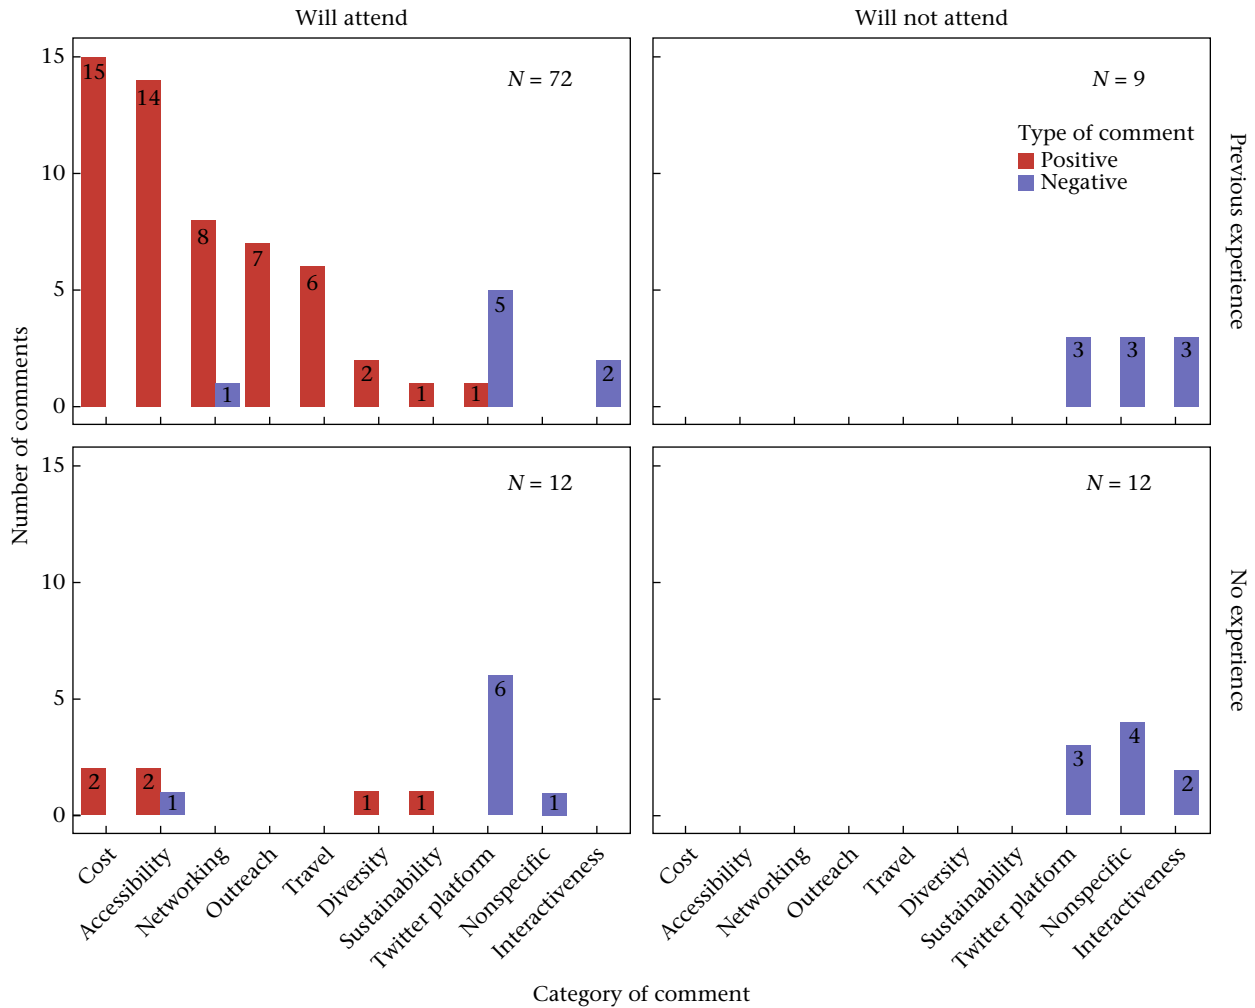 Will attend
Will not attend
15
10
5
0
N = 72
15
14
8
1
7
6
2
1
1
5
2
N = 9
Type of comment
Positive
Negative
3
3
3
Previous experience
Number of comments
15
10
5
0
N = 12
2
2
1
1
1
6
1
N = 12
3
4
2
No experience
Cost
Accessibility
Networking
Outreach
Travel
Diversity
Sustainability
Twitter platform
Nonspecific
Interactiveness
Cost
Accessibility
Networking
Outreach
Travel
Diversity
Sustainability
Twitter platform
Nonspecific
Interactiveness
Category of comment